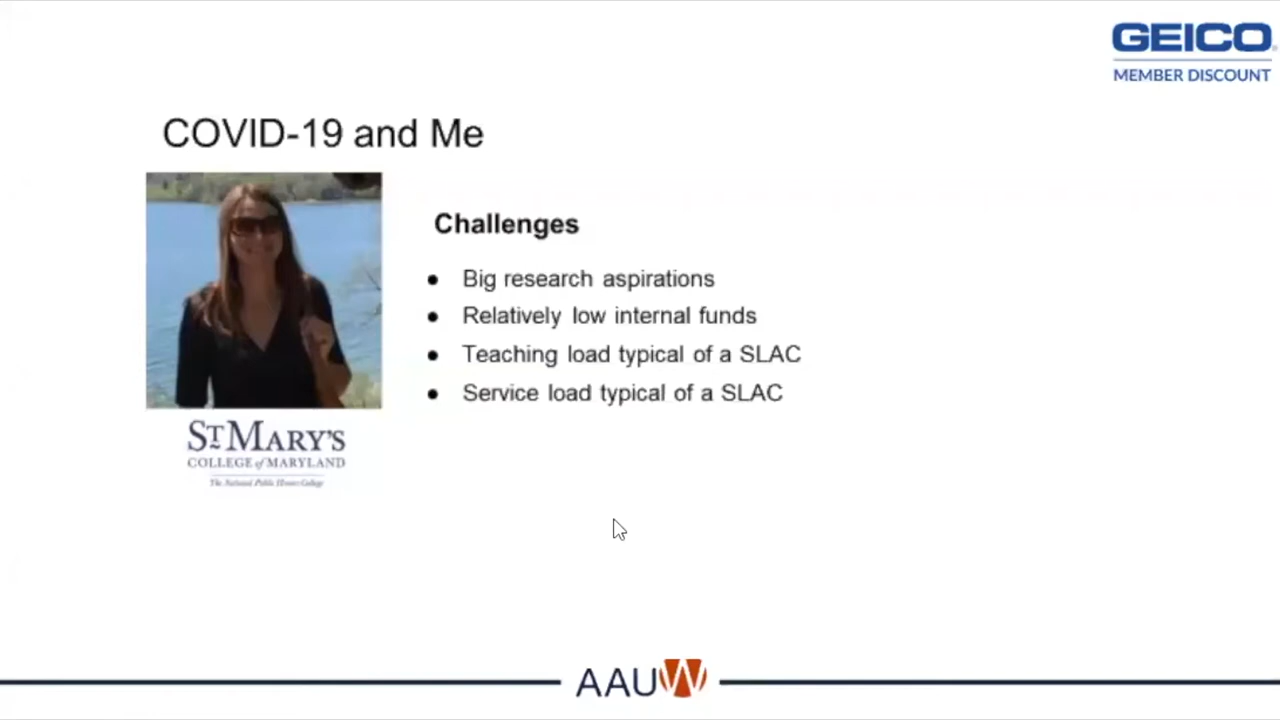 GEICO
MEMBER DISCOUNT
COVID-19 and Me
Challenges
● Big research aspirations
● Relatively low internal funds
● Teaching load typical of a SLAC
● Service load typical of a SLAC
ST MARY'S
COLLEGE of MARYLAND
The National Public Honors College
AAUW